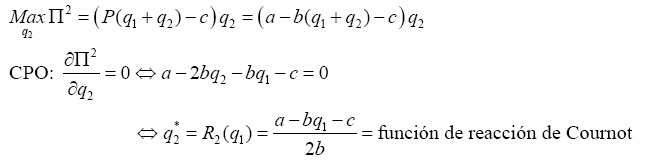 Max Π² = (P(q₁ + q₂) − c) q₂ = (a − b(q₁ + q₂) − c) q₂
q₂
CPO: ∂Π²/∂q₂ = 0 ⇔ a − 2bq₂ − bq₁ − c = 0
⇔ q₂* = R₂(q₁) = (a − bq₁ − c)/2b = función de reacción de Cournot